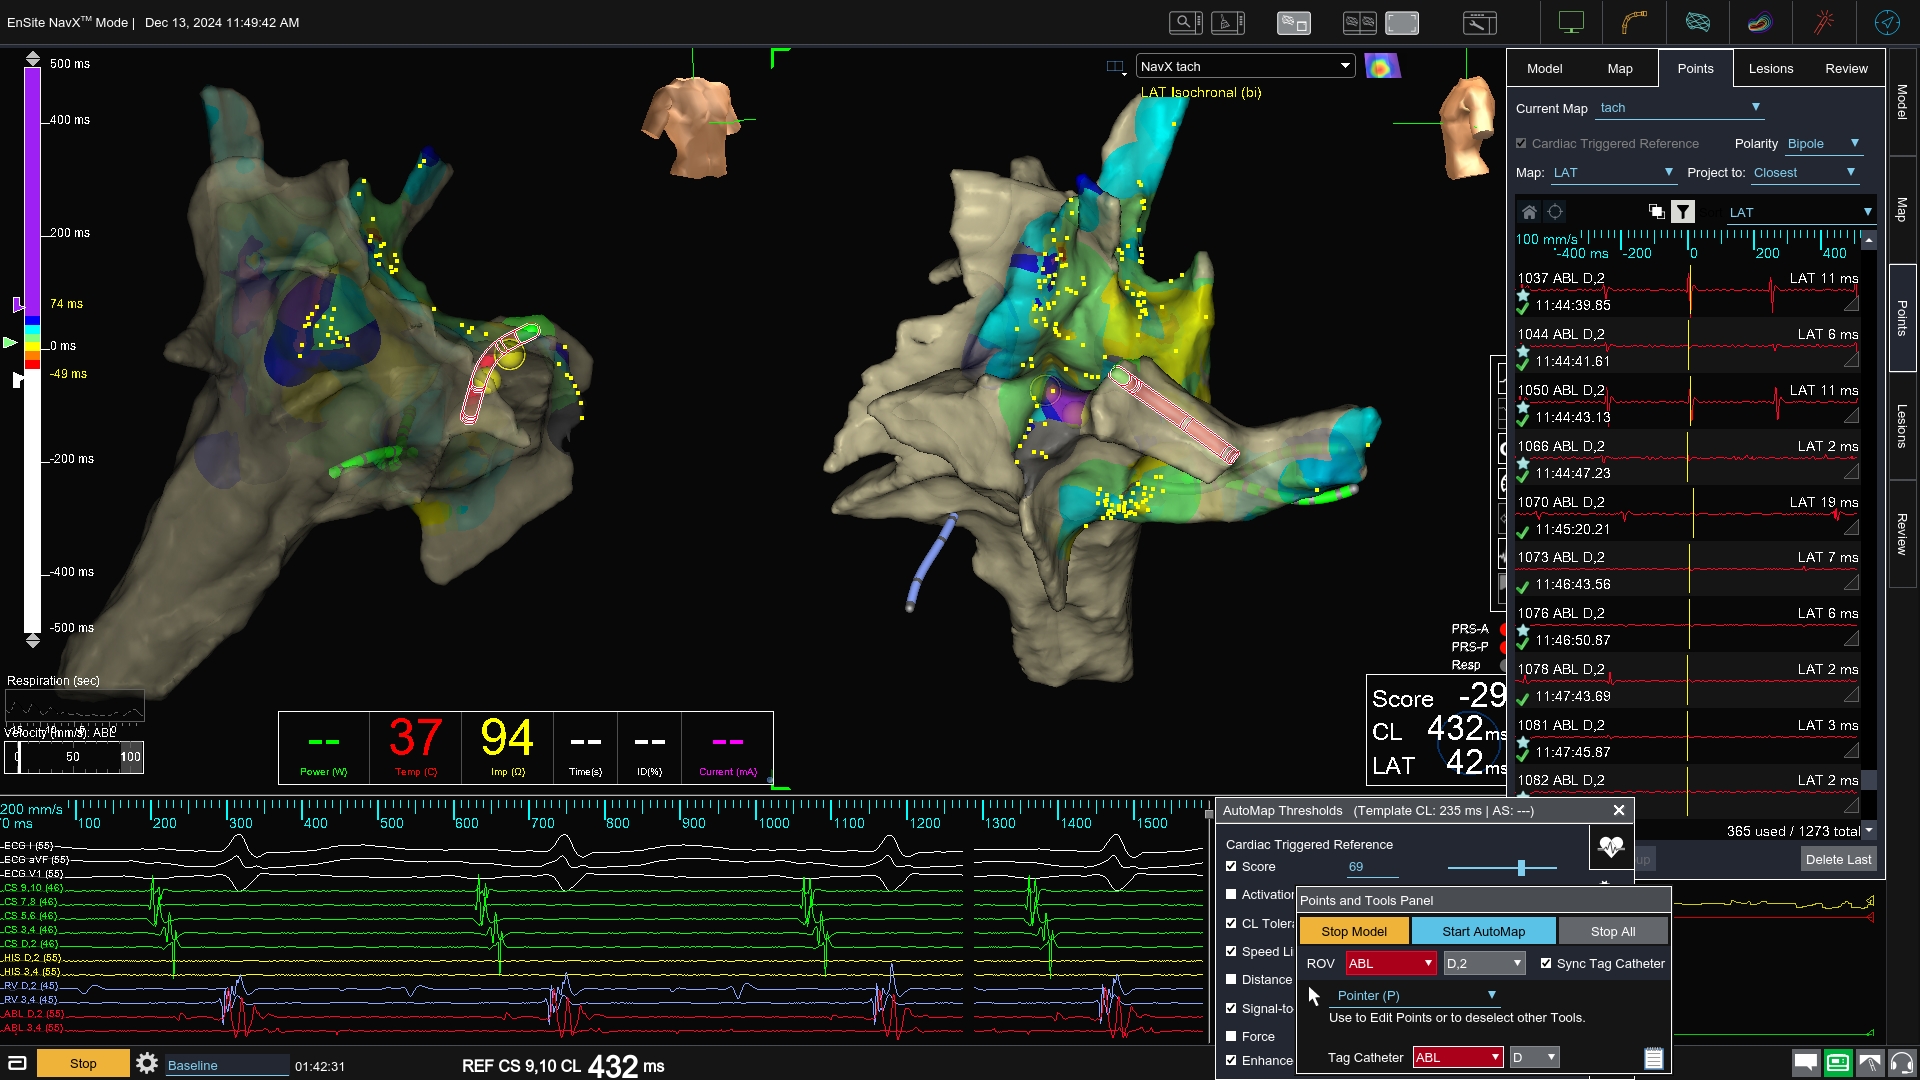 EnSite NavX™ Mode | Dec 13, 2024 11:49:42 AM
500 ms
400 ms
200 ms
74 ms
0 ms
-49 ms
-200 ms
-400 ms
-500 ms
NavX tach
LAT Isochronal (bi)
Respiration (sec)
Velocity (mm/s): ABL
0 50 100
-- 37 94 -- -- --
Power (W) Temp (C) Imp (Ω) Time(s) ID(%) Current (mA)
PRS-A
PRS-P
Resp
Score -29
CL 432 ms
LAT 42 ms
Model Map Points Lesions Review
Current Map tach
Cardiac Triggered Reference Polarity Bipole
Map: LAT Project to: Closest
LAT
100 mm/s
-400 ms -200 0 200 400
1037 ABL D,2 LAT 11 ms
11:44:39.85
1044 ABL D,2 LAT 6 ms
11:44:41.61
1050 ABL D,2 LAT 11 ms
11:44:43.13
1066 ABL D,2 LAT 2 ms
11:44:47.23
1070 ABL D,2 LAT 19 ms
11:45:20.21
1073 ABL D,2 LAT 7 ms
11:46:43.56
1076 ABL D,2 LAT 6 ms
11:46:50.87
1078 ABL D,2 LAT 2 ms
11:47:43.69
1081 ABL D,2 LAT 3 ms
11:47:45.87
1082 ABL D,2 LAT 2 ms
365 used / 1273 total
up Delete Last
Model
Map
Points
Lesions
Review
200 mm/s
0 ms 100 200 300 400 500 600 700 800 900 1000 1100 1200 1300 1400 1500
ECG I (55)
ECG aVF (55)
ECG V1 (55)
CS 9,10 (46)
CS 7,8 (46)
CS 5,6 (46)
CS 3,4 (46)
CS D,2 (46)
HIS D,2 (55)
HIS 3,4 (55)
RV D,2 (45)
RV 3,4 (45)
ABL D,2 (55)
ABL 3,4 (55)
AutoMap Thresholds (Template CL: 235 ms | AS: ---)
Cardiac Triggered Reference
Score 69
Activation
CL Toler
Speed Li
Distance
Signal-to
Force
Enhance
Points and Tools Panel
Stop Model Start AutoMap Stop All
ROV ABL D,2 Sync Tag Catheter
Pointer (P)
Use to Edit Points or to deselect other Tools.
Tag Catheter ABL D
Stop Baseline 01:42:31 REF CS 9,10 CL 432 ms